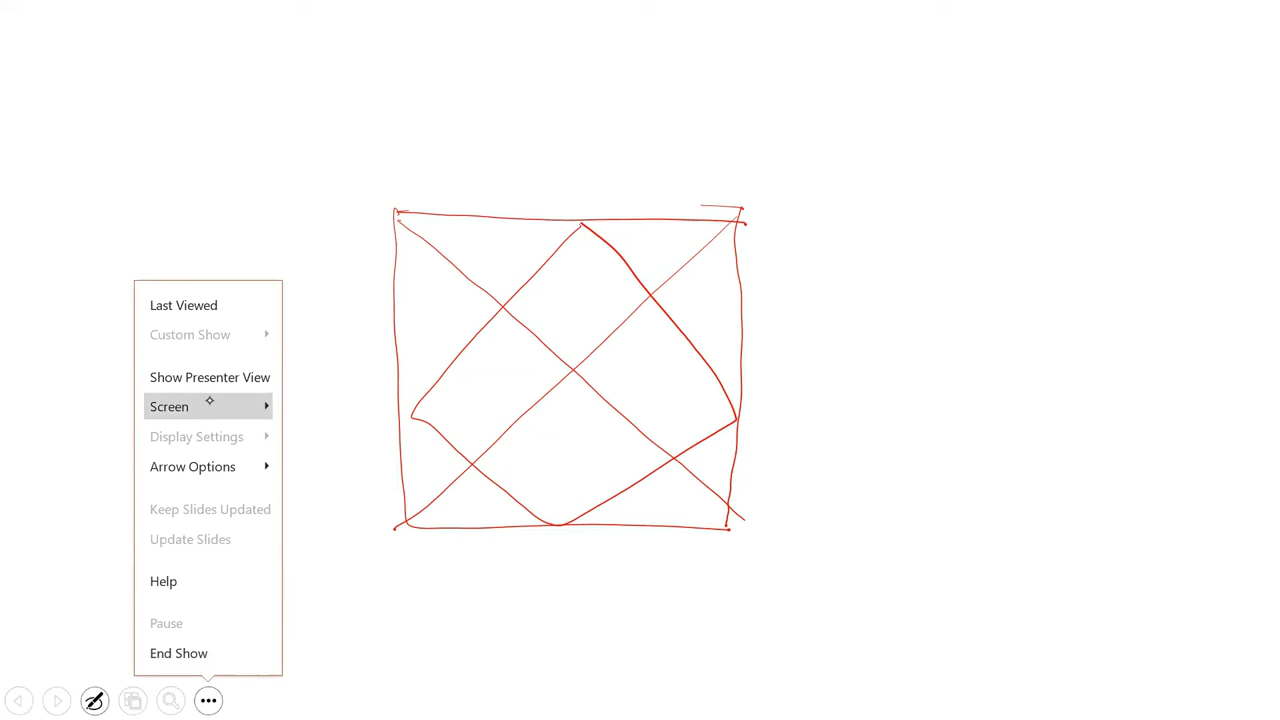 Last Viewed
Custom Show
Show Presenter View
Screen
Display Settings
Arrow Options
Keep Slides Updated
Update Slides
Help
Pause
End Show